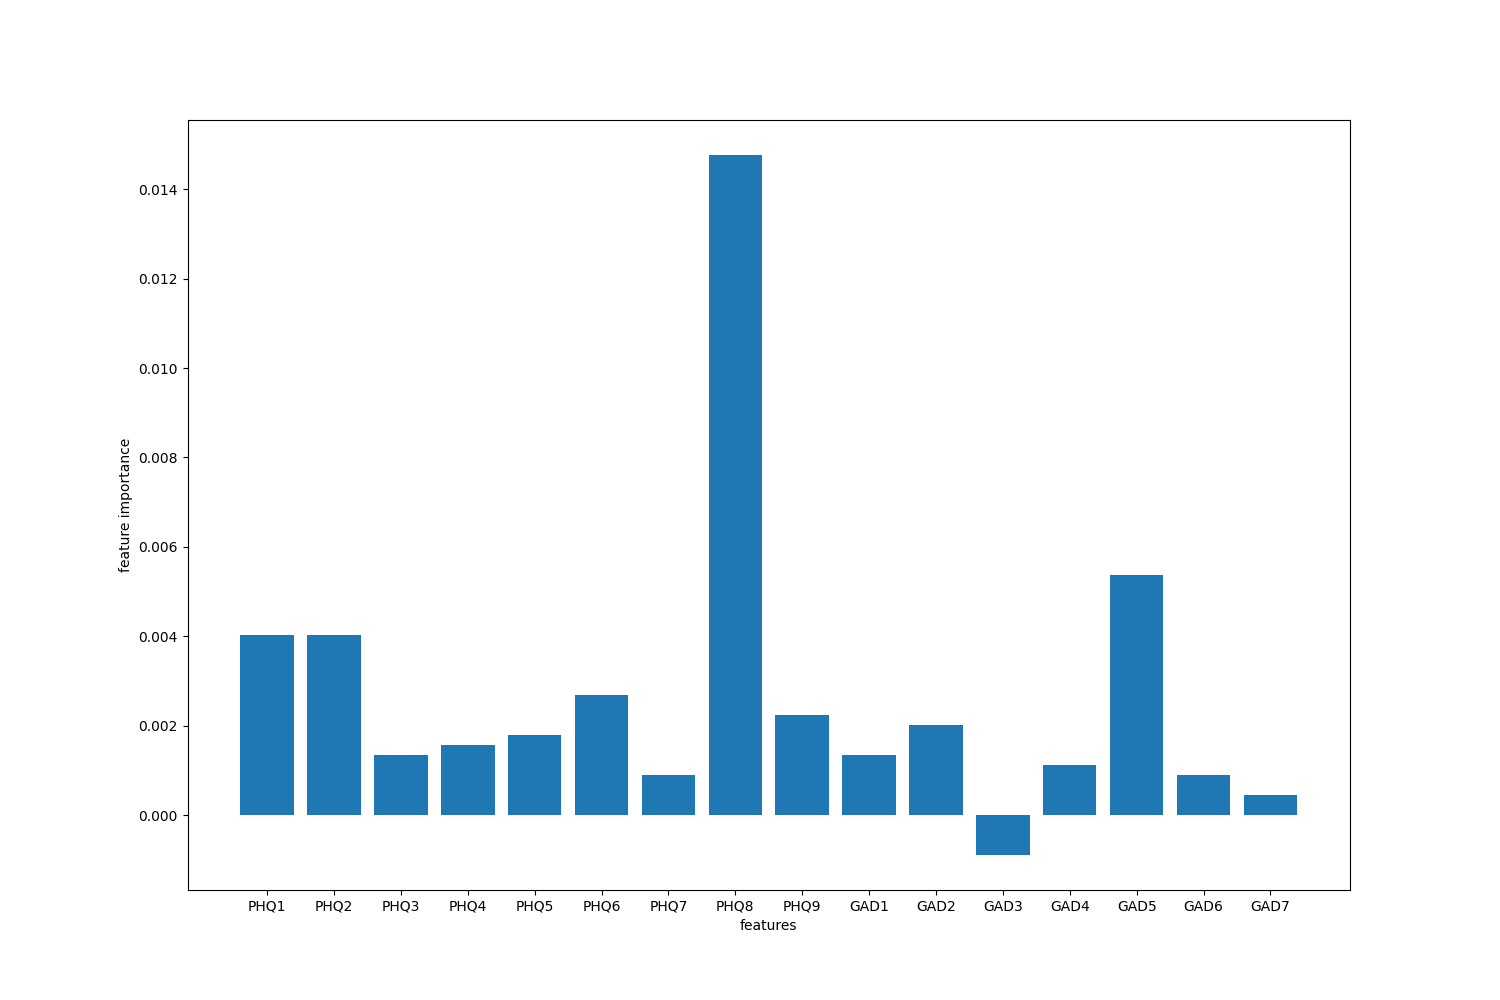 feature importance
0.014
0.012
0.010
0.008
0.006
0.004
0.002
0.000
PHQ1 PHQ2 PHQ3 PHQ4 PHQ5 PHQ6 PHQ7 PHQ8 PHQ9 GAD1 GAD2 GAD3 GAD4 GAD5 GAD6 GAD7
features